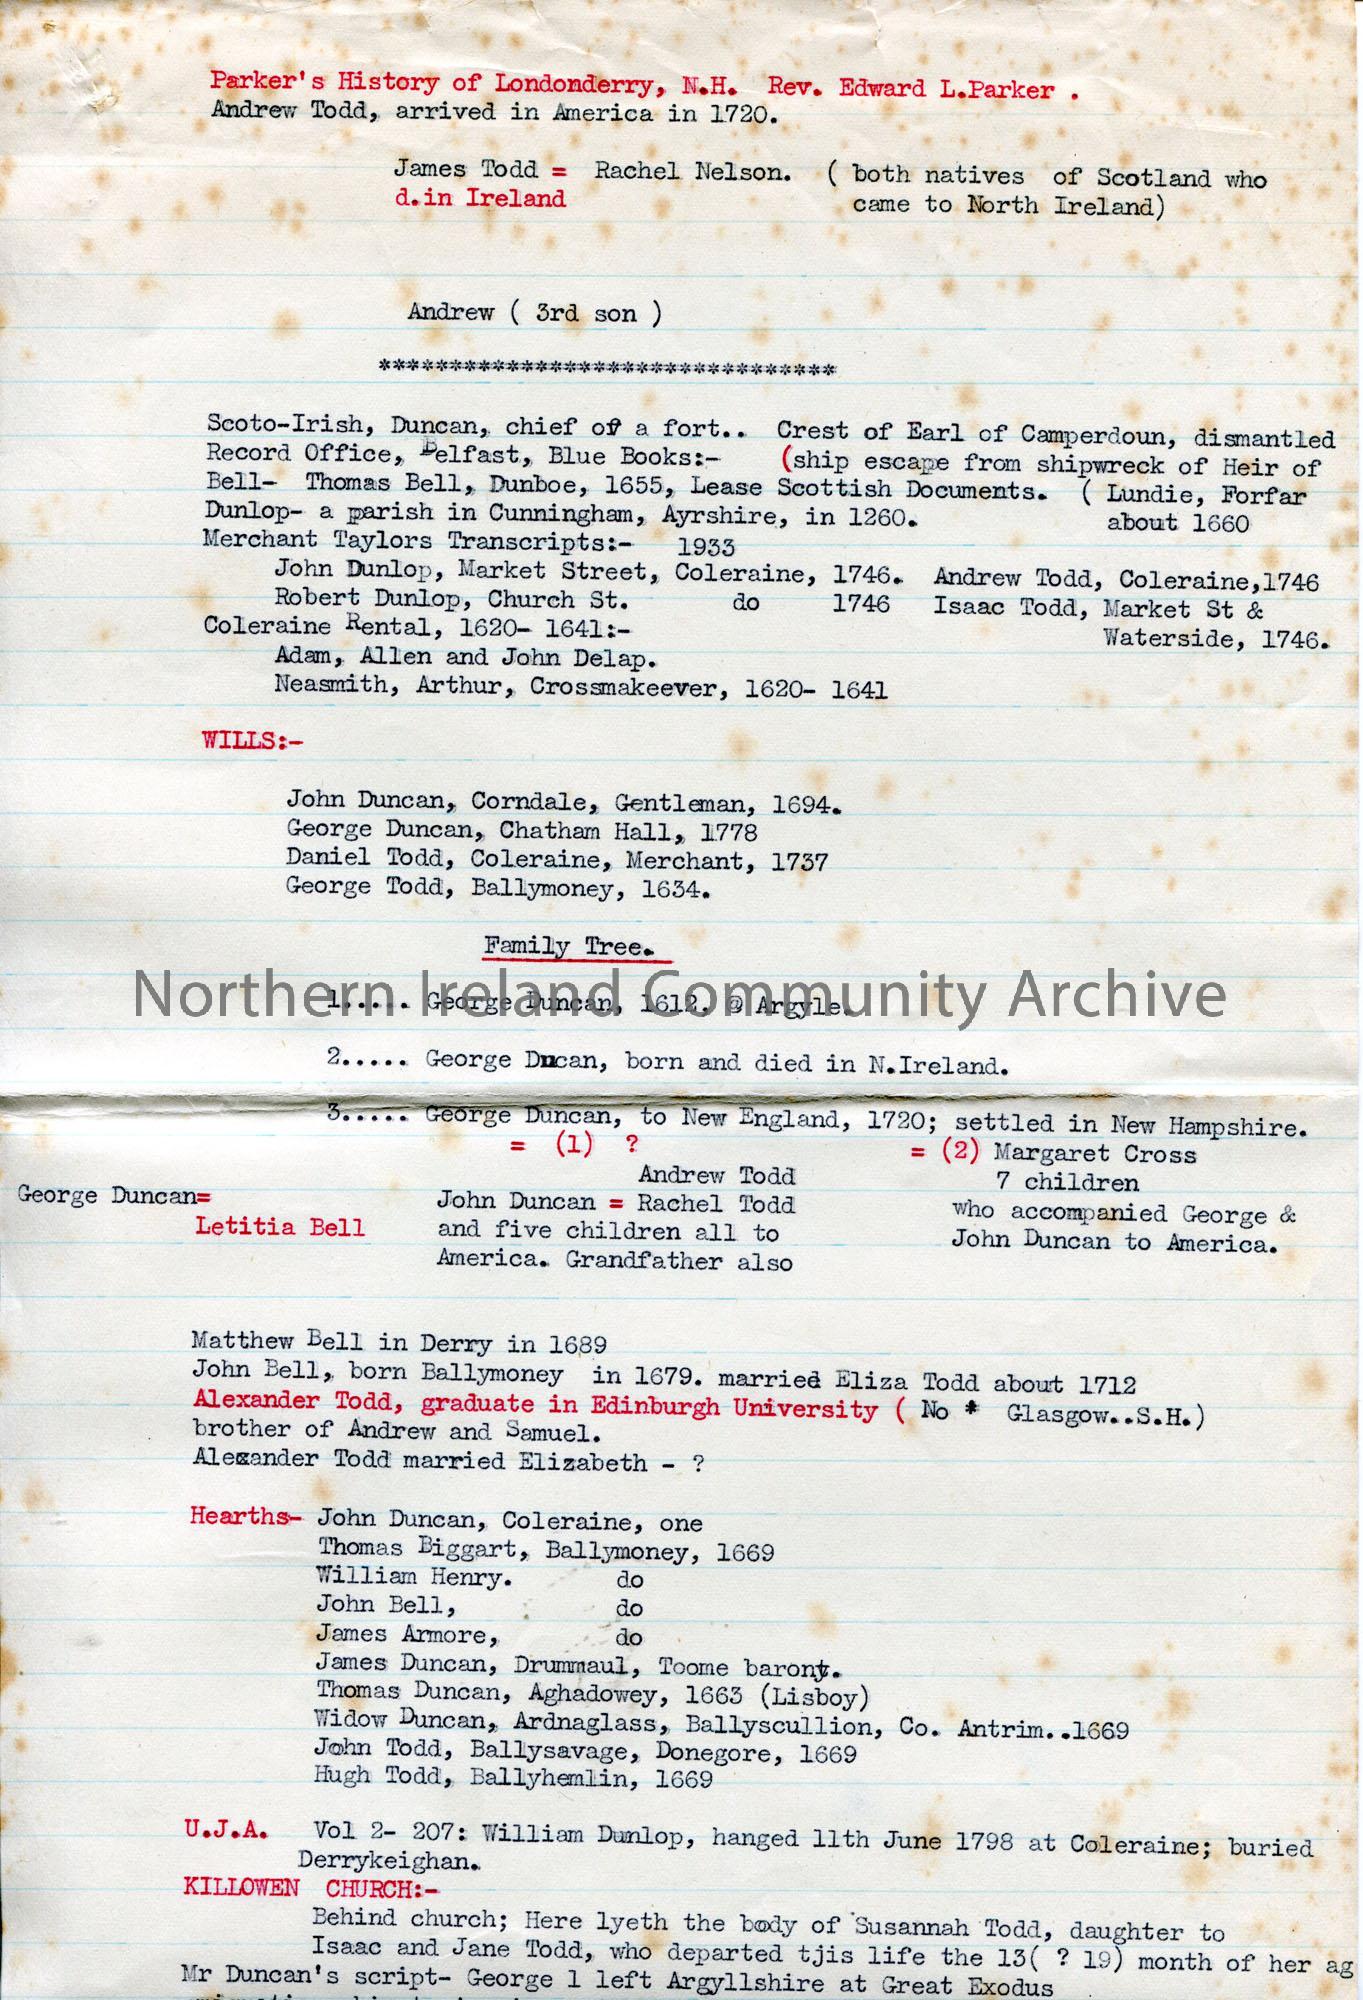 Parker's History of Londonderry, N.H. Rev. Edward L.Parker .
Andrew Todd, arrived in America in 1720.
James Todd = Rachel Nelson. ( both natives of Scotland who
d.in Ireland came to North Ireland)
Andrew ( 3rd son )
********************************
Scoto-Irish, Duncan, chief of a fort.. Crest of Earl of Camperdoun, dismantled
Record Office, Belfast, Blue Books:- (ship escape from shipwreck of Heir of
Bell- Thomas Bell, Dunboe, 1655, Lease Scottish Documents. ( Lundie, Forfar
Dunlop- a parish in Cunningham, Ayrshire, in 1260. about 1660
Merchant Taylors Transcripts:- 1933
John Dunlop, Market Street, Coleraine, 1746. Andrew Todd, Coleraine,1746
Robert Dunlop, Church St. do 1746 Isaac Todd, Market St &
Coleraine Rental, 1620- 1641:- Waterside, 1746.
Adam, Allen and John Delap.
Neasmith, Arthur, Crossmakeever, 1620- 1641
WILLS:-
John Duncan, Corndale, Gentleman, 1694.
George Duncan, Chatham Hall, 1778
Daniel Todd, Coleraine, Merchant, 1737
George Todd, Ballymoney, 1634.
Family Tree.
Northern Ireland Community Archive
1..... George Duncan, 1612. @ Argyle.
2..... George Ducan, born and died in N.Ireland.
3..... George Duncan, to New England, 1720; settled in New Hampshire.
= (1) ? = (2) Margaret Cross
Andrew Todd 7 children
George Duncan= John Duncan = Rachel Todd who accompanied George &
Letitia Bell and five children all to John Duncan to America.
America. Grandfather also
Matthew Bell in Derry in 1689
John Bell, born Ballymoney in 1679. married Eliza Todd about 1712
Alexander Todd, graduate in Edinburgh University ( No * Glasgow..S.H.)
brother of Andrew and Samuel.
Alexander Todd married Elizabeth - ?
Hearths- John Duncan, Coleraine, one
Thomas Biggart, Ballymoney, 1669
William Henry. do
John Bell, do
James Armore, do
James Duncan, Drummaul, Toome barony.
Thomas Duncan, Aghadowey, 1663 (Lisboy)
Widow Duncan, Ardnaglass, Ballyscullion, Co. Antrim..1669
John Todd, Ballysavage, Donegore, 1669
Hugh Todd, Ballyhemlin, 1669
U.J.A. Vol 2- 207: William Dunlop, hanged 11th June 1798 at Coleraine; buried
Derrykeighan.
KILLOWEN CHURCH:-
Behind church; Here lyeth the body of Susannah Todd, daughter to
Isaac and Jane Todd, who departed tjis life the 13( ? 19) month of her ag
Mr Duncan's script- George 1 left Argyllshire at Great Exodus